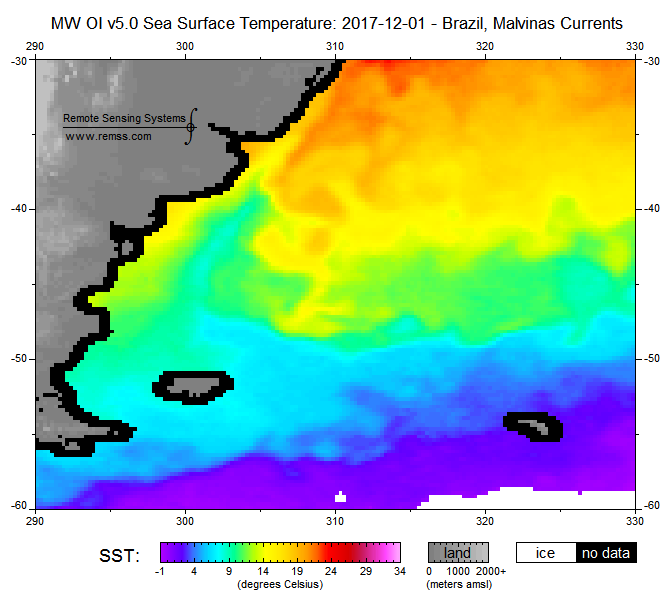 MW OI v5.0 Sea Surface Temperature: 2017-12-01 - Brazil, Malvinas Currents
290 300 310 320 330
-30 -30
Remote Sensing Systems
www.remss.com
-40 -40
-50 -50
-60 -60
290 300 310 320 330
SST: land ice no data
-1 4 9 14 19 24 29 34 0 1000 2000+
(degrees Celsius) (meters amsl)